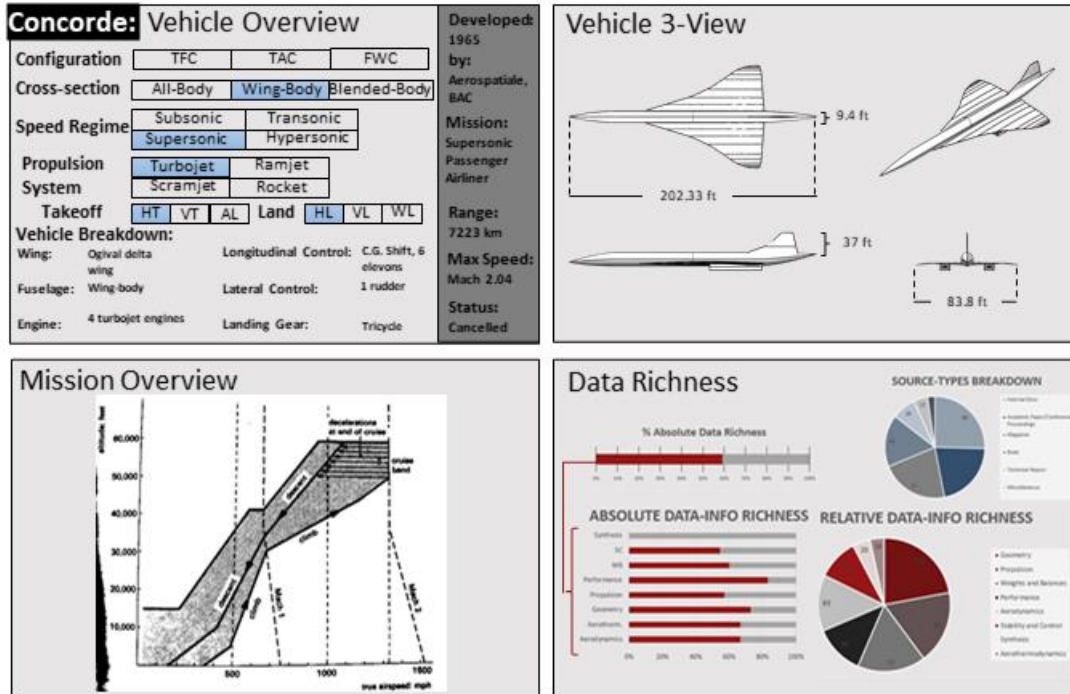 Concorde: Vehicle Overview
Configuration TFC TAC FWC
Cross-section All-Body Wing-Body Blended-Body
Speed Regime Subsonic Transonic
Supersonic Hypersonic
Propulsion Turbojet Ramjet
System Scramjet Rocket
Takeoff HT VT AL Land HL VL WL
Vehicle Breakdown:
Wing: Ogival delta
wing
Longitudinal Control: C.G. Shift, 6
elevons
Fuselage: Wing-body
Lateral Control: 1 rudder
Engine: 4 turbojet engines
Landing Gear: Tricycle
Developed:
1965
by:
Aerospatiale,
BAC
Mission:
Supersonic
Passenger
Airliner
Range:
7223 km
Max Speed:
Mach 2.04
Status:
Cancelled
Vehicle 3-View
9.4 ft
202.33 ft
37 ft
83.8 ft
Mission Overview
altitude: feet
60,000
50,000
40,000
30,000
20,000
10,000
decelerations
at end of cruise
cruise
band
descent
climb
descent
climb
Mach 1
Mach 2
500
1000
1500
true airspeed: mph
Data Richness
SOURCE-TYPES BREAKDOWN
% Absolute Data Richness
ABSOLUTE DATA-INFO RICHNESS
Synthesis
SC
WB
Performance
Propulsion
Geometry
Aerotherm.
Aerodynamics
0% 20% 40% 60% 80% 100%
RELATIVE DATA-INFO RICHNESS
Geometry
Propulsion
Weights and Balances
Performance
Aerodynamics
Stability and Control
Synthesis
Aerothermodynamics